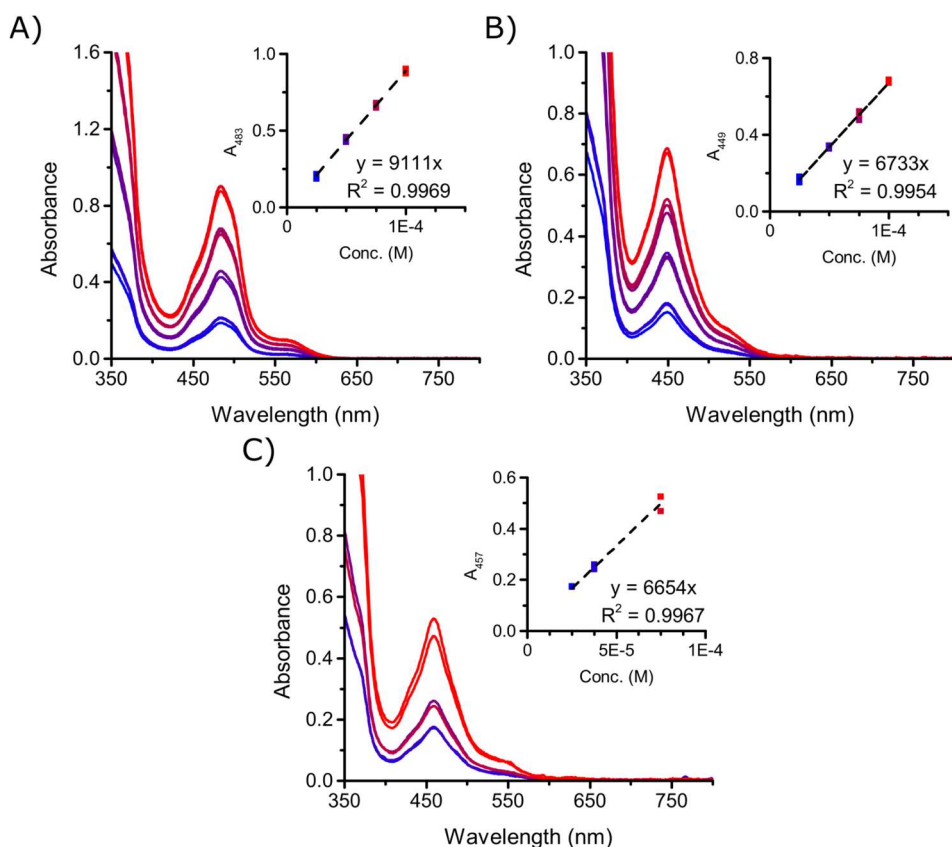 A)
B)
1.6
1.2
0.8
0.4
0.0
Absorbance
350
450
550
650
750
Wavelength (nm)
1.0
0.5
0.0
A483
0
1E-4
Conc. (M)
y = 9111x
R2 = 0.9969
1.0
0.8
0.6
0.4
0.2
0.0
Absorbance
350
450
550
650
750
Wavelength (nm)
0.8
0.4
0.0
A449
0
1E-4
Conc. (M)
y = 6733x
R2 = 0.9954
C)
1.0
0.8
0.6
0.4
0.2
0.0
Absorbance
350
450
550
650
750
Wavelength (nm)
0.6
0.4
0.2
0.0
A457
0
5E-5
1E-4
Conc. (M)
y = 6654x
R2 = 0.9967